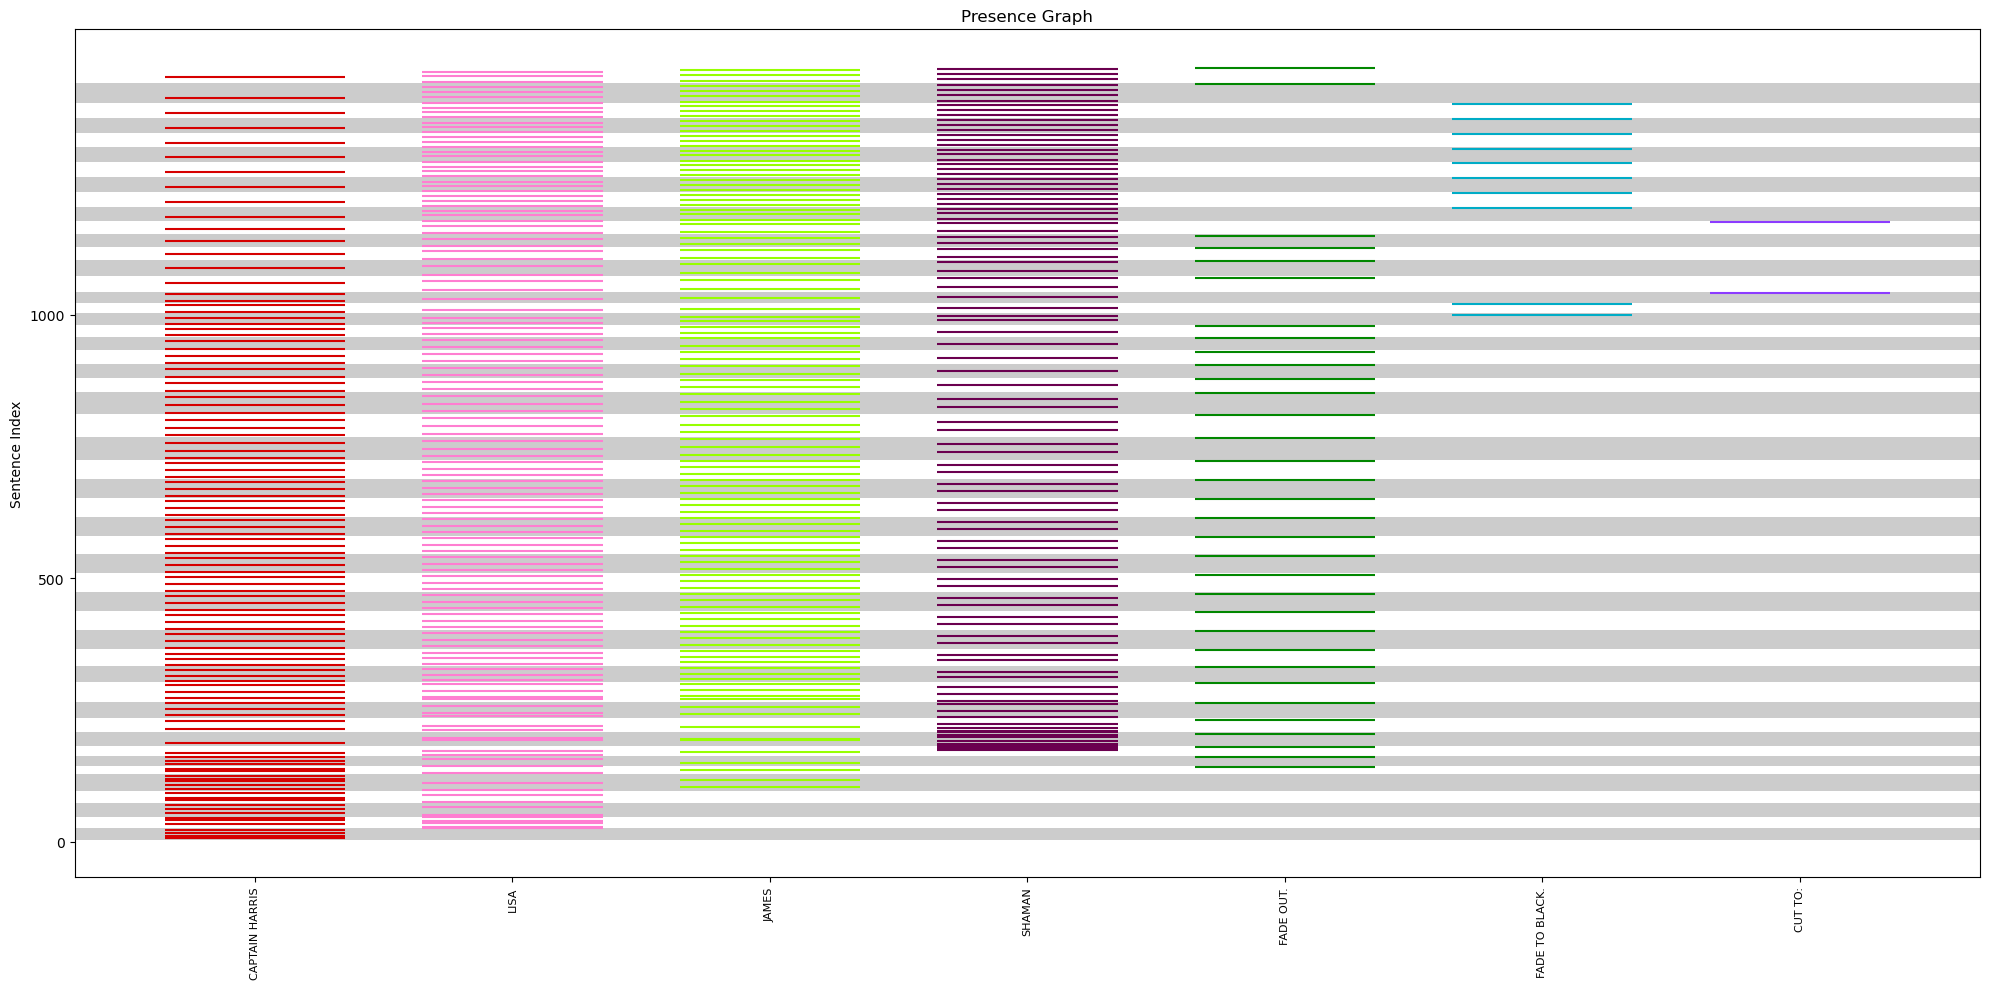 Presence Graph
Sentence Index
1000
500
0
CAPTAIN HARRIS
LISA
JAMES
SHAMAN
FADE OUT.
FADE TO BLACK.
CUT TO: